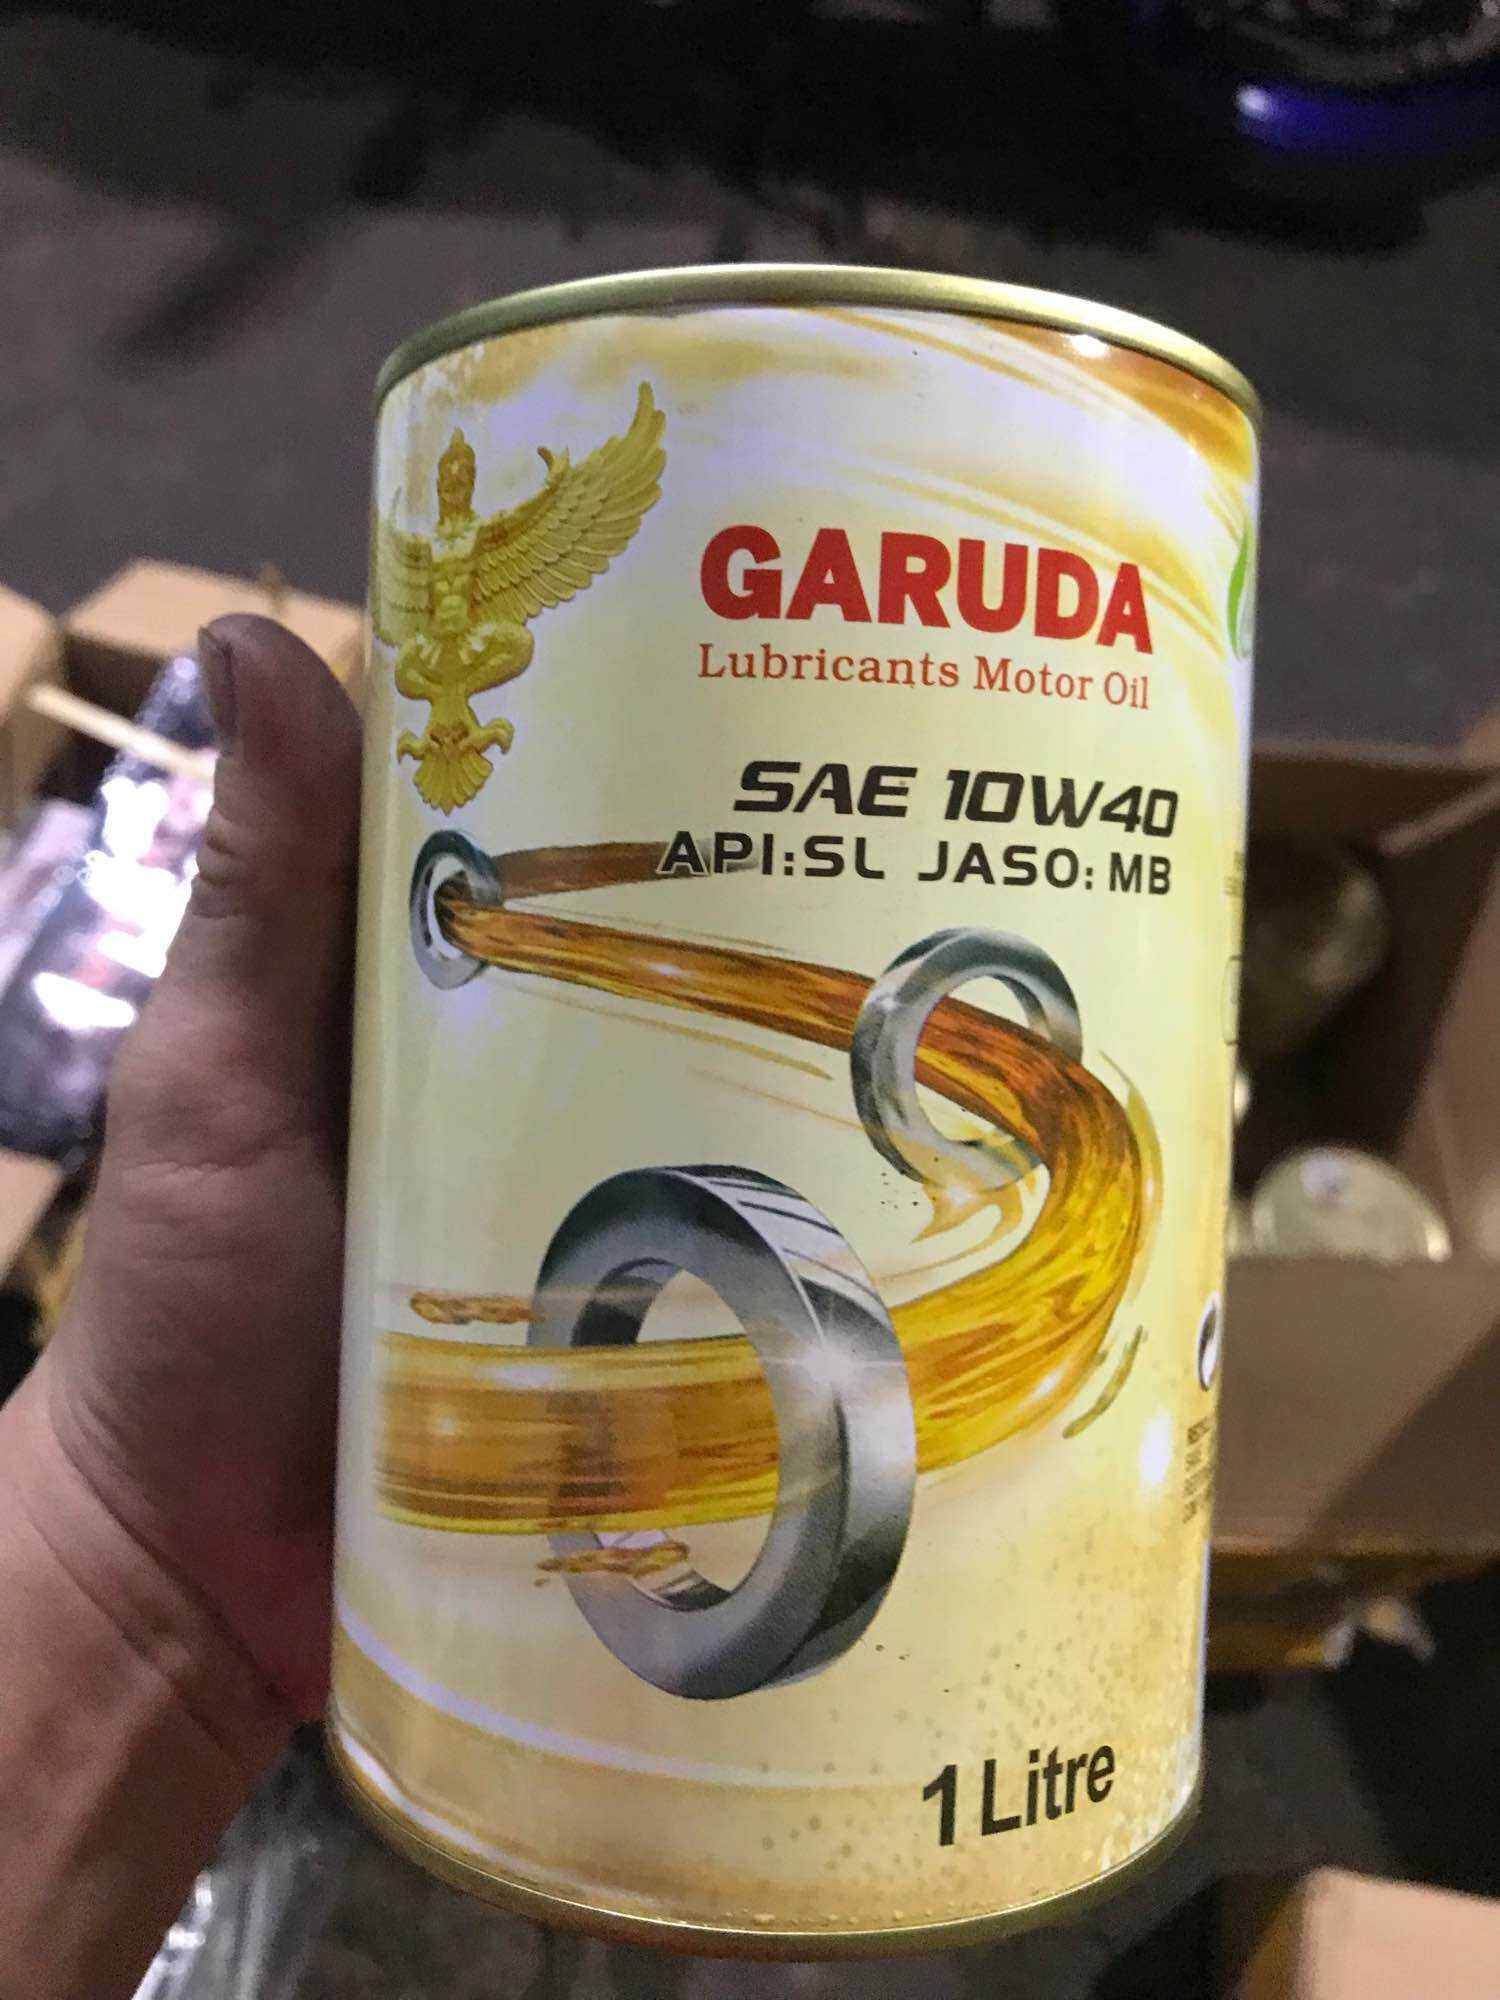 GARUDA
Lubricants Motor Oil
SAE 10W40
API:SL JASO: MB
1 Litre